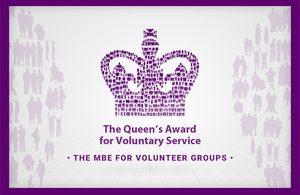 The Queen's Award
for Voluntary Service
• THE MBE FOR VOLUNTEER GROUPS •